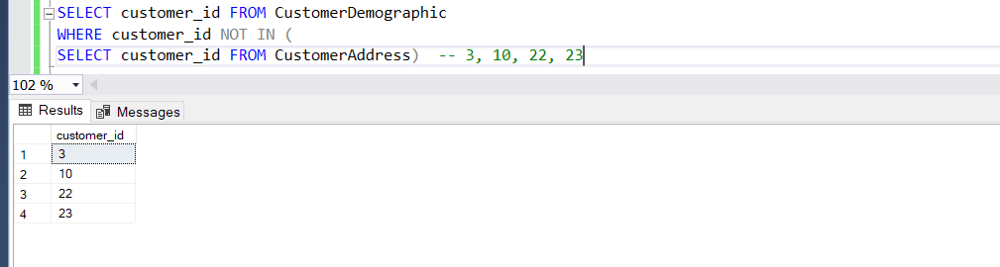 SELECT customer_id FROM CustomerDemographic
WHERE customer_id NOT IN (
SELECT customer_id FROM CustomerAddress)  -- 3, 10, 22, 23
102 %
Results Messages
customer_id
1 3
2 10
3 22
4 23